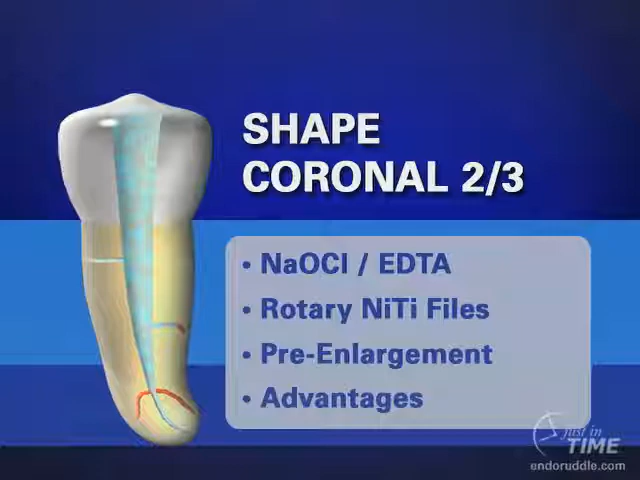 SHAPE
CORONAL 2/3
• NaOCl / EDTA
• Rotary NiTi Files
• Pre-Enlargement
• Advantages
just in
TIME
endoruddle.com